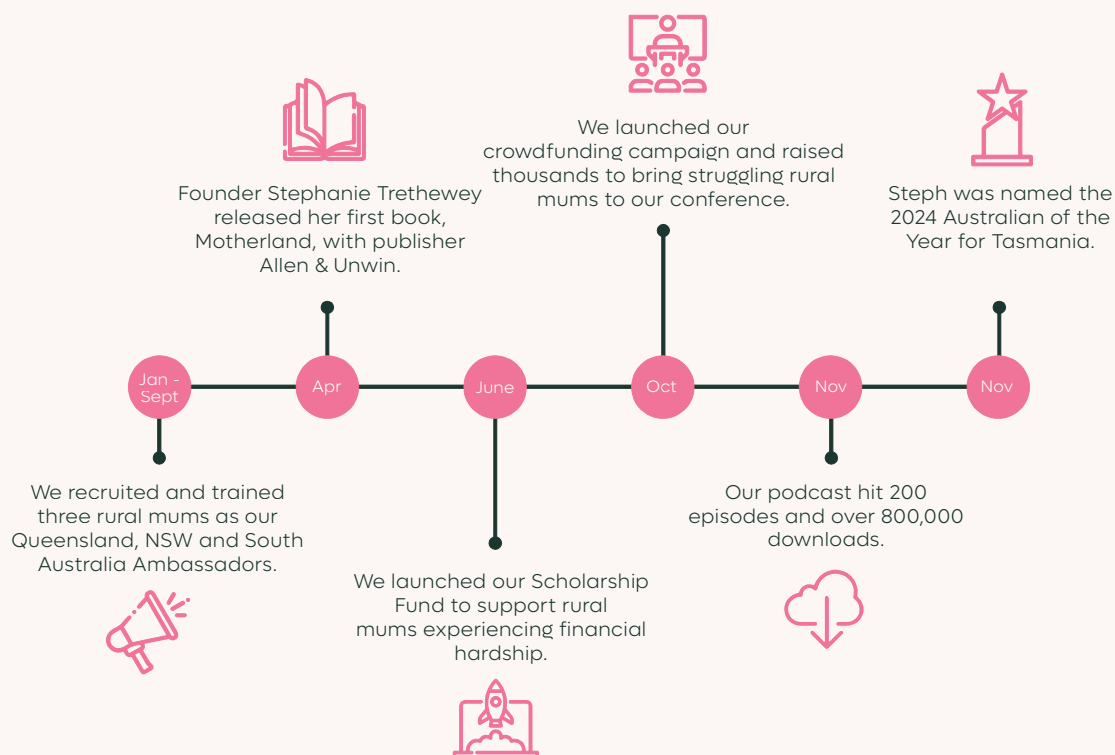 We launched our
crowdfunding campaign and raised
thousands to bring struggling rural
mums to our conference.
Founder Stephanie Trethewey
released her first book,
Motherland, with publisher
Allen & Unwin.
Steph was named the
2024 Australian of the
Year for Tasmania.
Jan -
Sept
Apr
June
Oct
Nov
Nov
We recruited and trained
three rural mums as our
Queensland, NSW and South
Australia Ambassadors.
Our podcast hit 200
episodes and over 800,000
downloads.
We launched our Scholarship
Fund to support rural
mums experiencing financial
hardship.